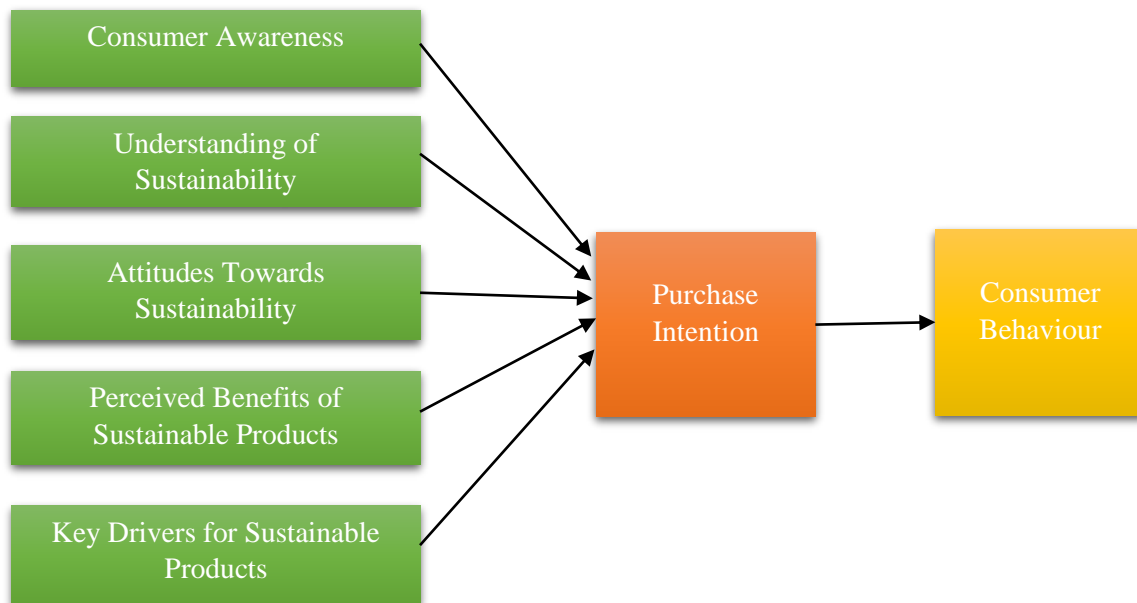 Consumer Awareness
Understanding of
Sustainability
Attitudes Towards
Sustainability
Perceived Benefits of
Sustainable Products
Key Drivers for Sustainable
Products
Purchase
Intention
Consumer
Behaviour